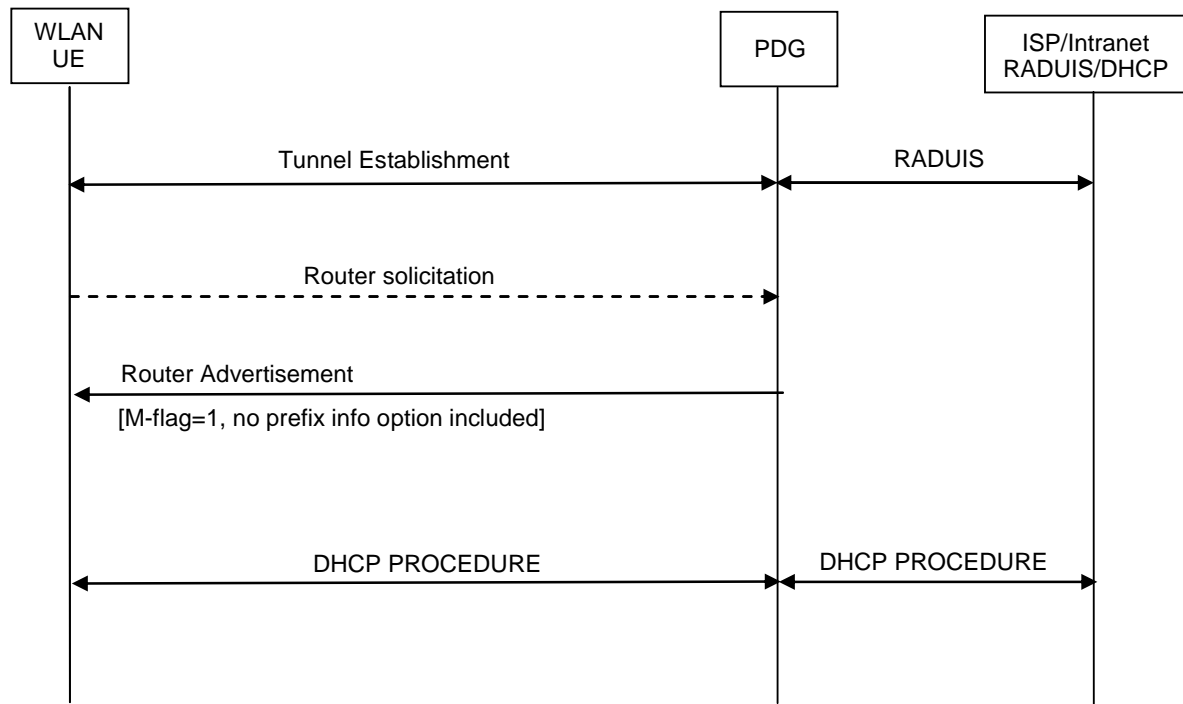 WLAN
UE
PDG
ISP/Intranet
RADUIS/DHCP
Tunnel Establishment
RADUIS
Router solicitation
Router Advertisement
[M-flag=1, no prefix info option included]
DHCP PROCEDURE
DHCP PROCEDURE